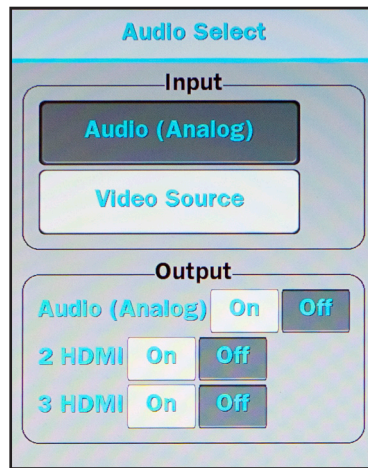 Audio Select
Input
Audio (Analog)
Video Source
Output
Audio (Analog) On Off
2 HDMI On Off
3 HDMI On Off